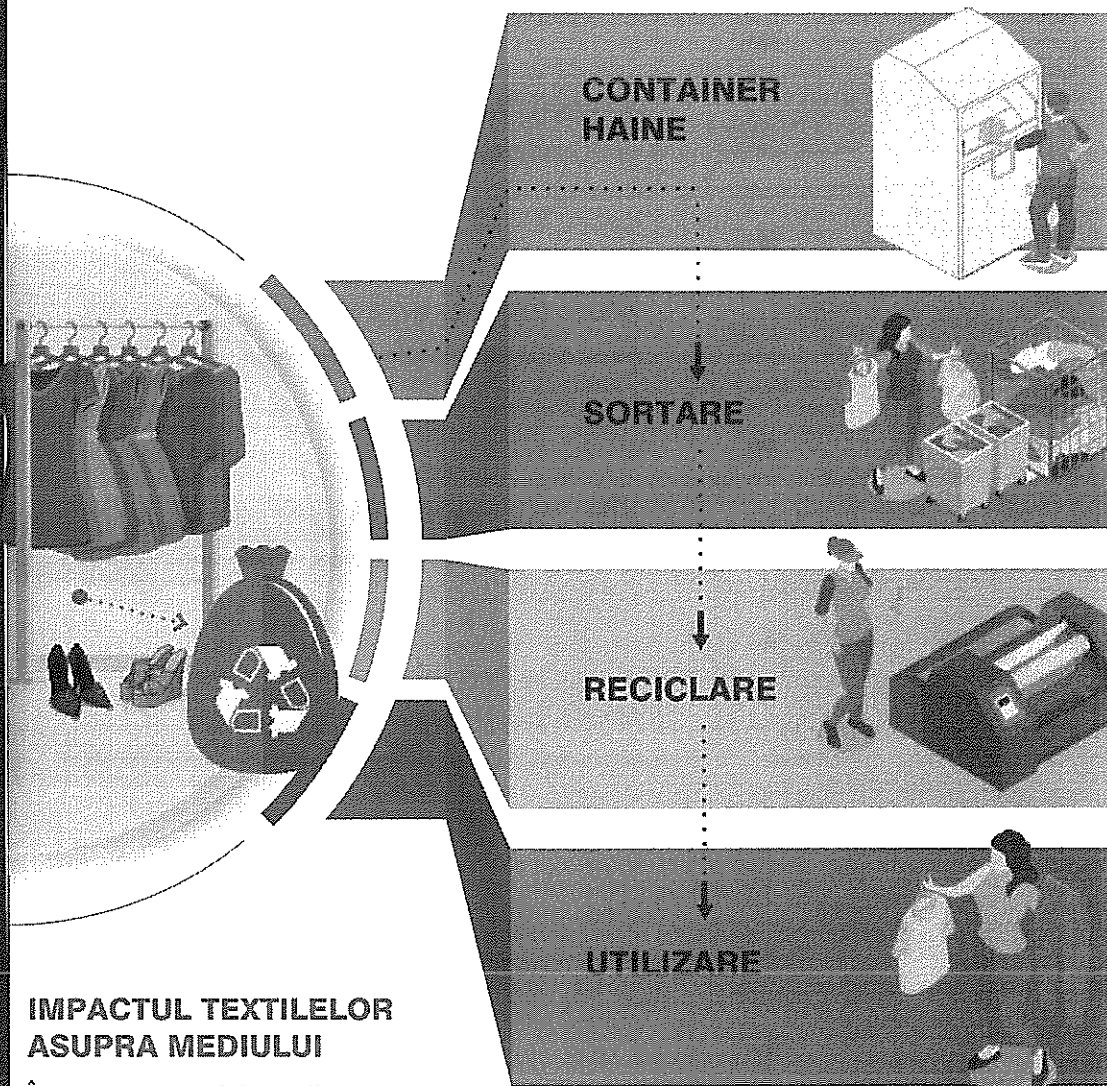 CONTAINER
HAINE
SORTARE
RECICLARE
UTILIZARE
IMPACTUL TEXTILELOR
ASUPRA MEDIULUI